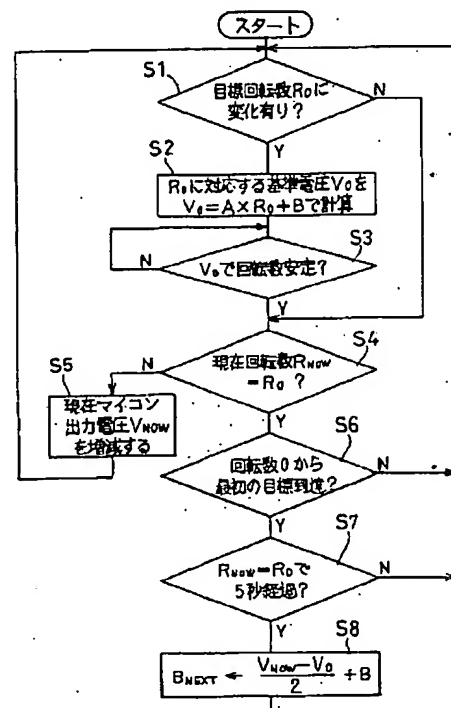 スタート
S1
目標回転数R₀に
変化有り?
N
Y
S2
R₀に対応する基準電圧V₀を
V₀=A×R₀+Bで計算
S3
V₀で回転数安定?
N
Y
S4
現在回転数RNOW
=R₀ ?
N
Y
S5
現在マイコン
出力電圧VNOW
を増減する
S6
回転数0から
最初の目標到達?
N
Y
S7
RNOW=R₀で
5秒経過?
N
Y
S8
BNEXT ← (VNOW−V₀)/2 +B